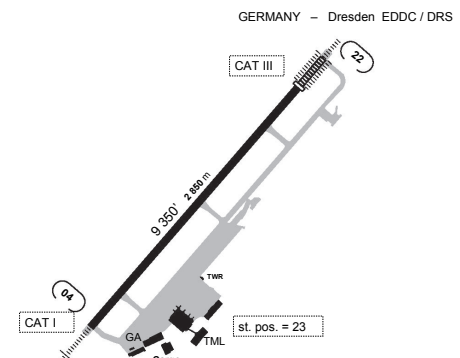 GERMANY – Dresden EDDC / DRS
CAT III
22
9 350' 2 850 m
04
TWR
CAT I
GA
TML
st. pos. = 23